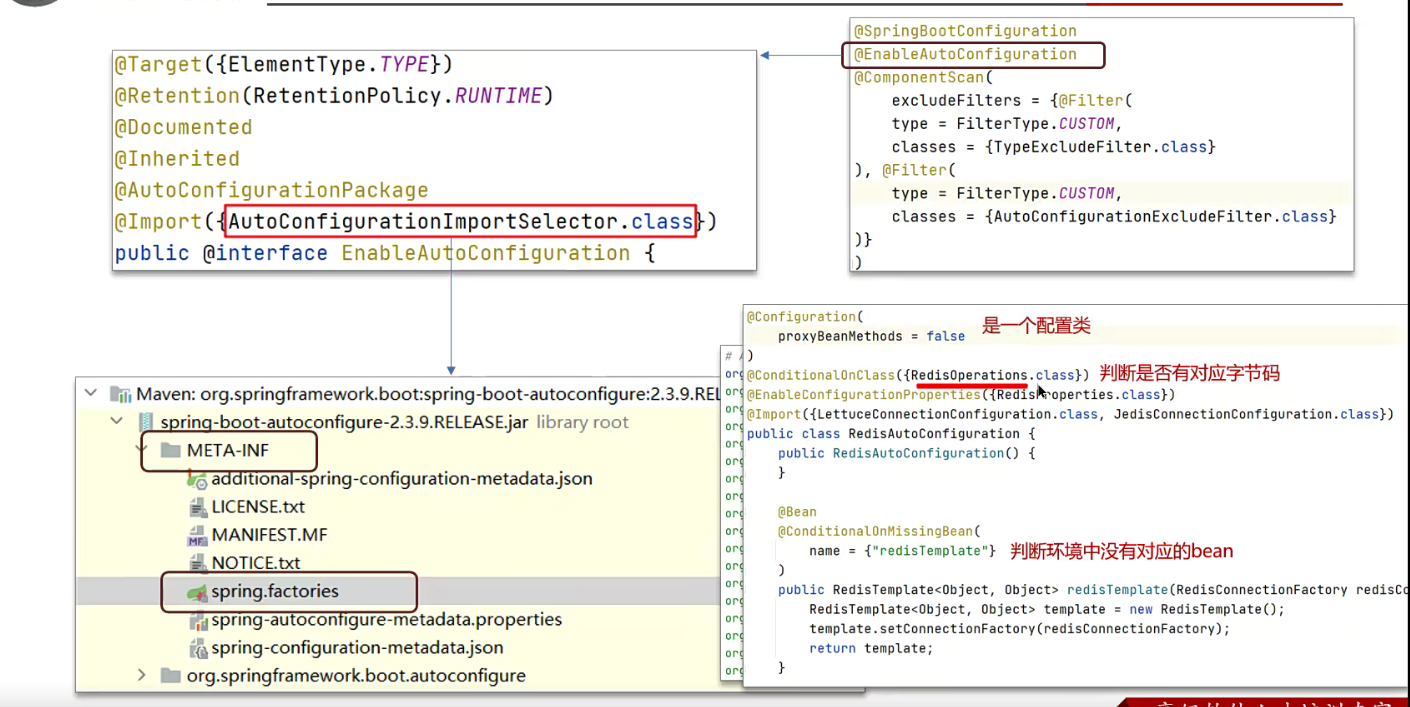 @SpringBootConfiguration
@EnableAutoConfiguration
@ComponentScan(
excludeFilters = {@Filter(
type = FilterType.CUSTOM,
classes = {TypeExcludeFilter.class}
), @Filter(
type = FilterType.CUSTOM,
classes = {AutoConfigurationExcludeFilter.class}
)}
)
@Target({ElementType.TYPE})
@Retention(RetentionPolicy.RUNTIME)
@Documented
@Inherited
@AutoConfigurationPackage
@Import({AutoConfigurationImportSelector.class})
public @interface EnableAutoConfiguration {
Maven: org.springframework.boot:spring-boot-autoconfigure:2.3.9.REL
spring-boot-autoconfigure-2.3.9.RELEASE.jar library root
META-INF
additional-spring-configuration-metadata.json
LICENSE.txt
MANIFEST.MF
NOTICE.txt
spring.factories
spring-autoconfigure-metadata.properties
spring-configuration-metadata.json
org.springframework.boot.autoconfigure
@Configuration(
proxyBeanMethods = false
)
是一个配置类
@ConditionalOnClass({RedisOperations.class}) 判断是否有对应字节码
@EnableConfigurationProperties({RedisProperties.class})
@Import({LettuceConnectionConfiguration.class, JedisConnectionConfiguration.class})
public class RedisAutoConfiguration {
public RedisAutoConfiguration() {
}
@Bean
@ConditionalOnMissingBean(
name = {"redisTemplate"} 判断环境中没有对应的bean
)
public RedisTemplate<Object, Object> redisTemplate(RedisConnectionFactory redisCo
RedisTemplate<Object, Object> template = new RedisTemplate();
template.setConnectionFactory(redisConnectionFactory);
return template;
}